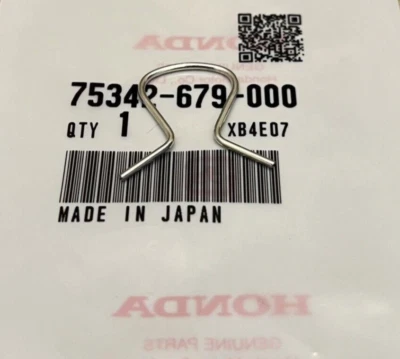 HONDA
75342-679-000
QTY 1 XB4E07
MADE IN JAPAN
HONDA
GENUINE PARTS